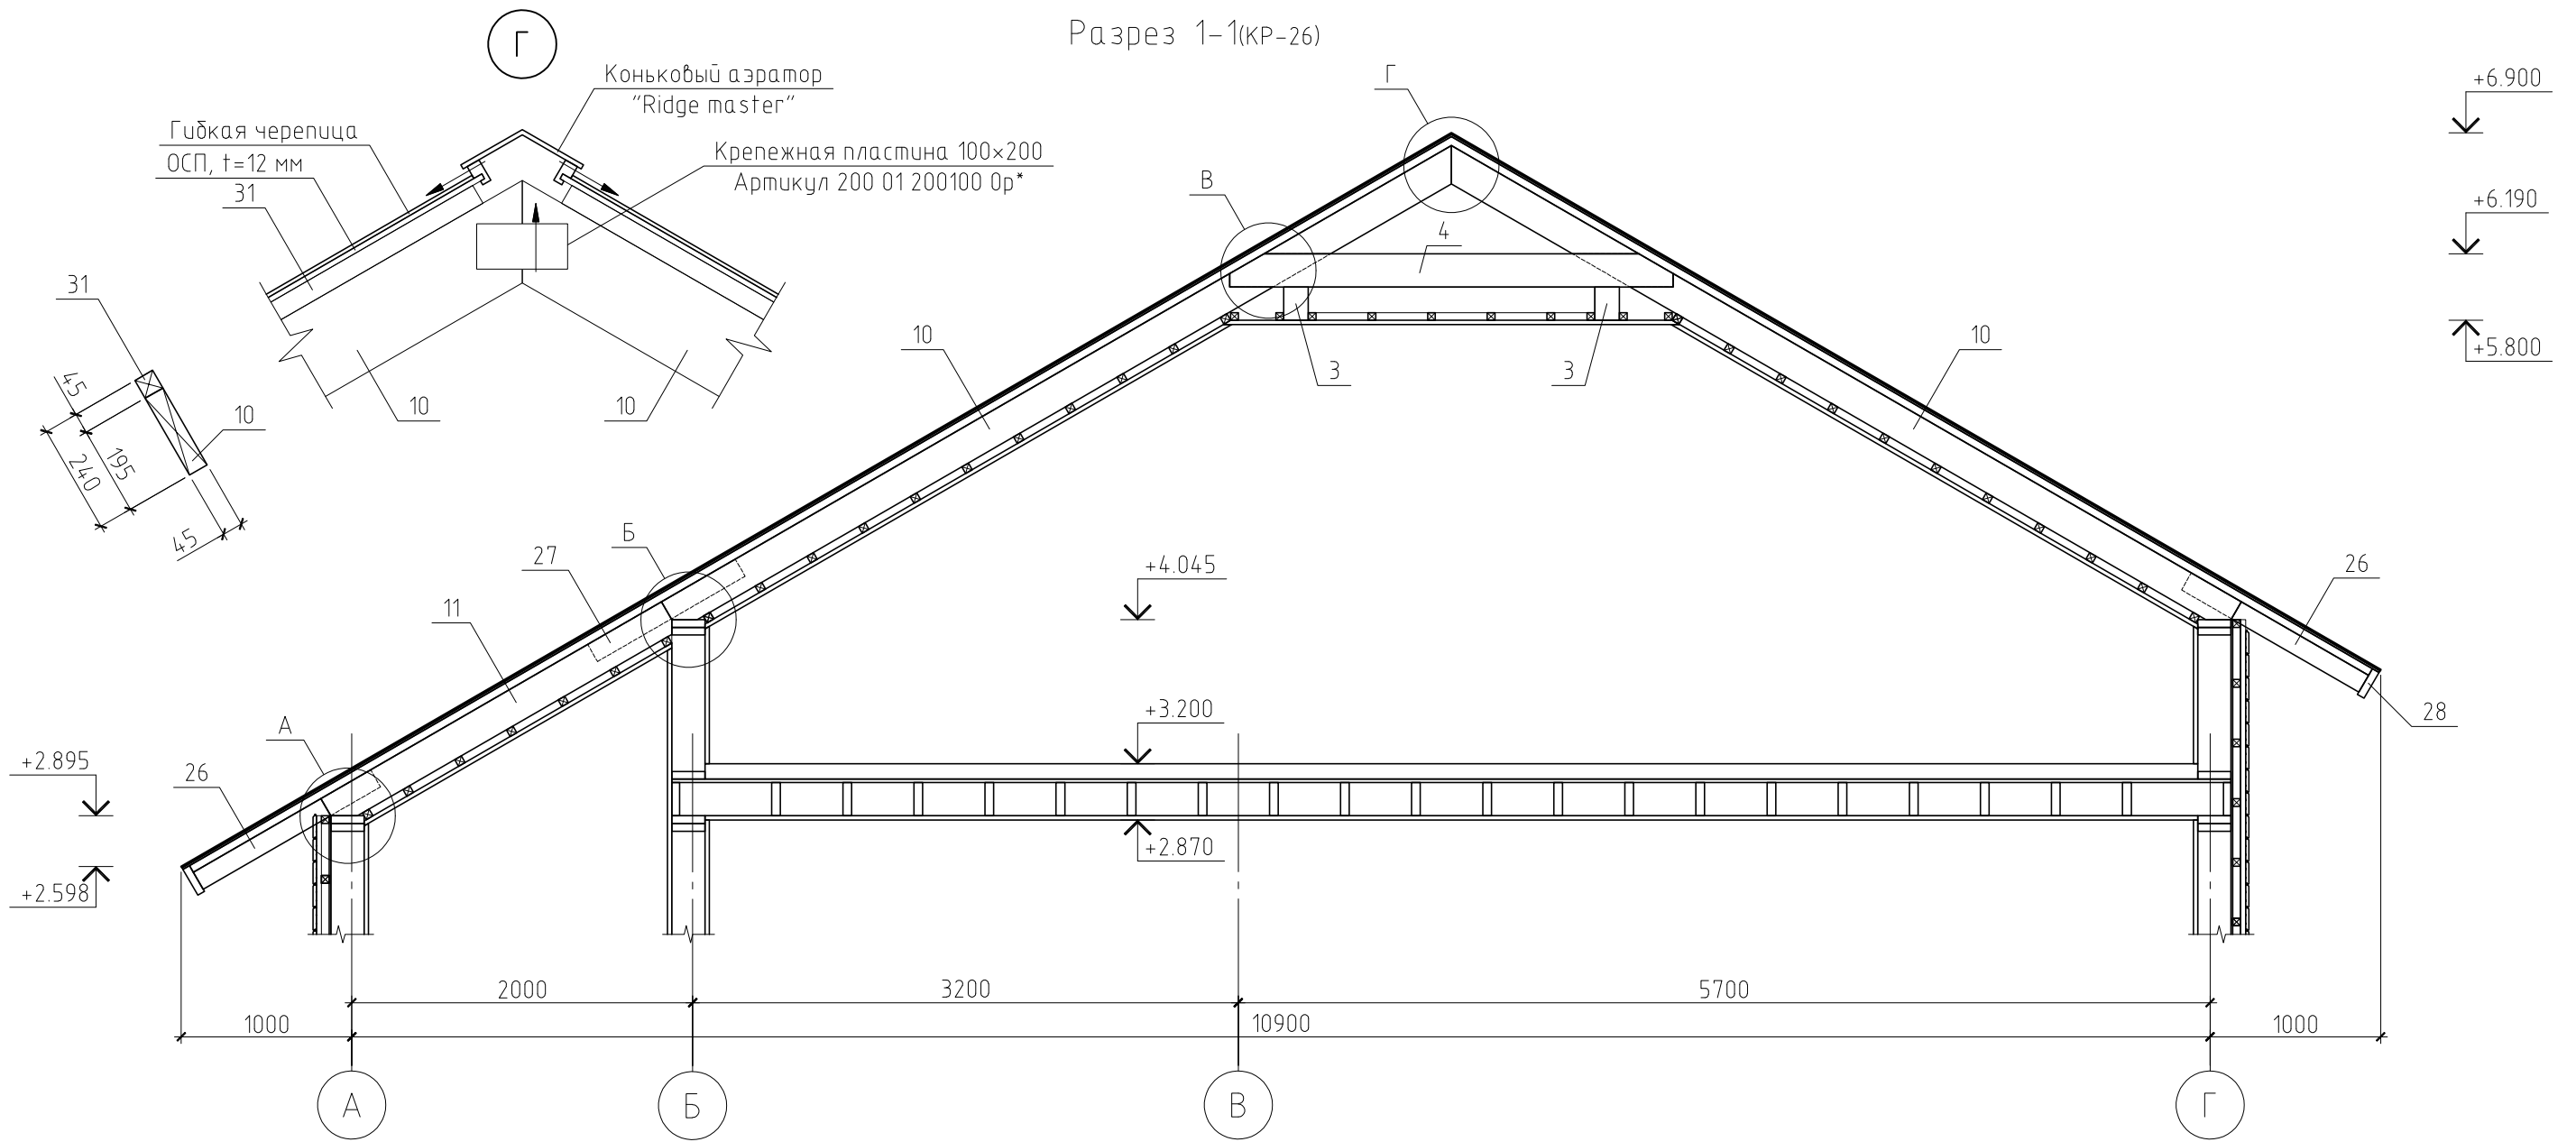 Разрез 1-1(КР-26)
Г
Коньковый аэратор
"Ridge master"
Гибкая черепица
ОСП, t=12 мм
31
Крепежная пластина 100×200
Артикул 200 01 200100 Ор*
10
10
31
10
45
195
240
45
Г
В
4
3
3
10
10
Б
27
11
А
26
26
28
+6.900
+6.190
+5.800
+4.045
+3.200
+2.870
+2.895
+2.598
2000
3200
5700
1000
10900
1000
А
Б
В
Г